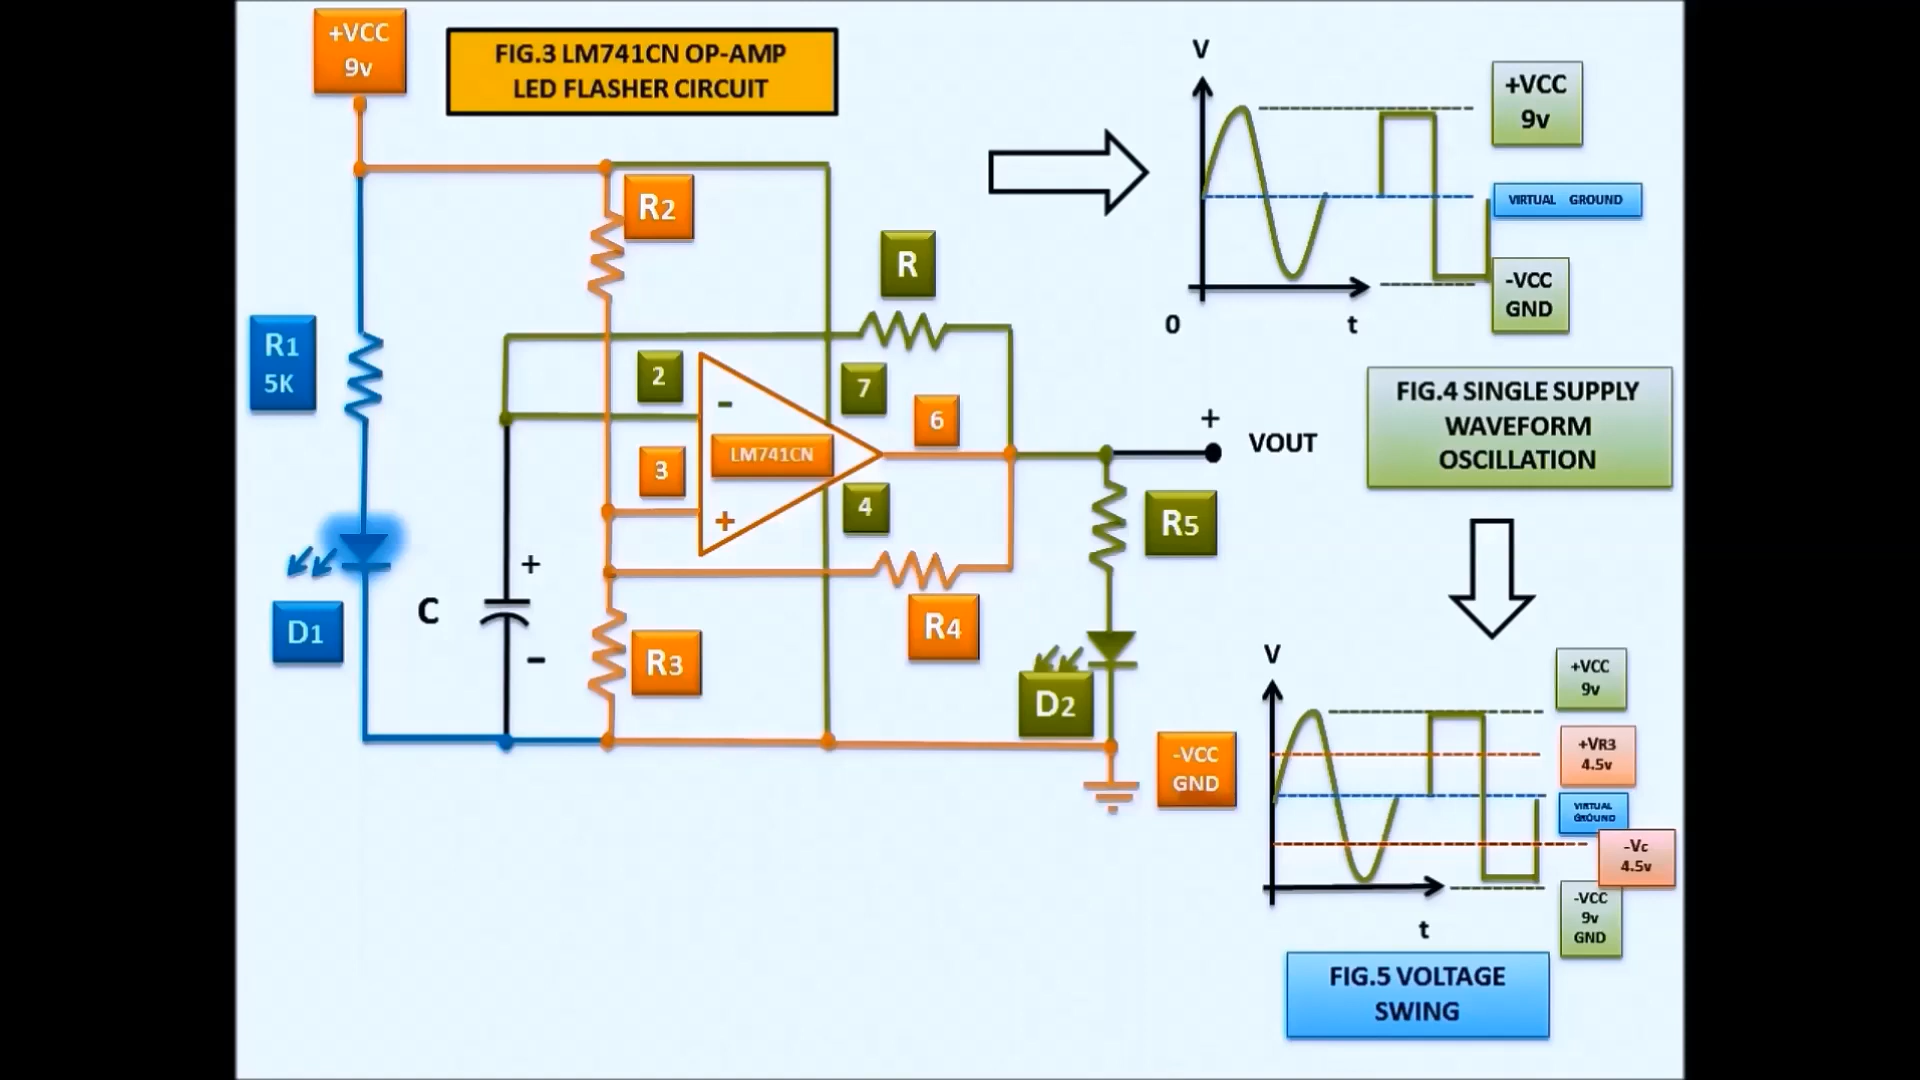 +VCC
9v
FIG.3 LM741CN OP-AMP
LED FLASHER CIRCUIT
R2
R
R1
5K
2
7
6
-
LM741CN
3
4
+
+
VOUT
R5
C
+
-
D1
R4
R3
D2
-VCC
GND
V
+VCC
9v
VIRTUAL GROUND
-VCC
GND
0
t
FIG.4 SINGLE SUPPLY
WAVEFORM
OSCILLATION
V
+VCC
9v
+VR3
4.5v
VIRTUAL
GROUND
-Vc
4.5v
-VCC
9v
GND
t
FIG.5 VOLTAGE
SWING